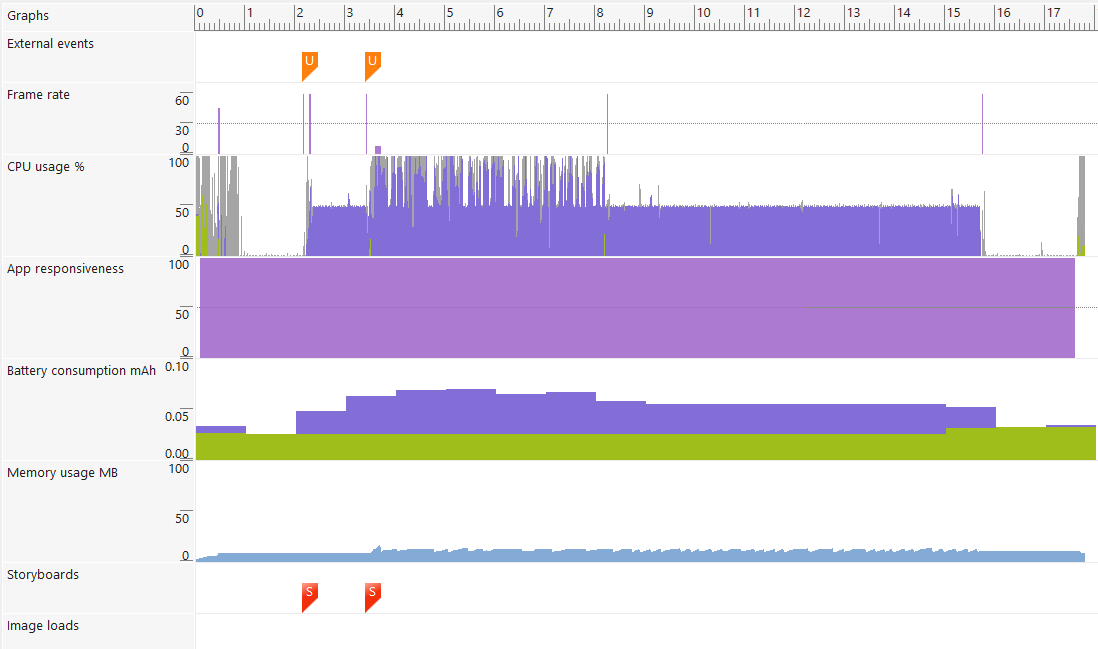 Graphs 0 1 2 3 4 5 6 7 8 9 10 11 12 13 14 15 16 17
External events
U U
Frame rate 60
30
0
CPU usage % 100
50
0
App responsiveness 100
50
0
Battery consumption mAh 0.10
0.05
0.00
Memory usage MB 100
50
0
Storyboards
S S
Image loads